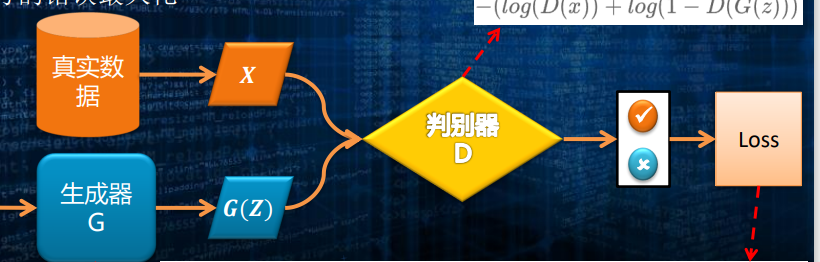 -(log(D(x)) + log(1 - D(G(z)))
真实数
据
X
判别器
D
Loss
生成器
G
G(Z)